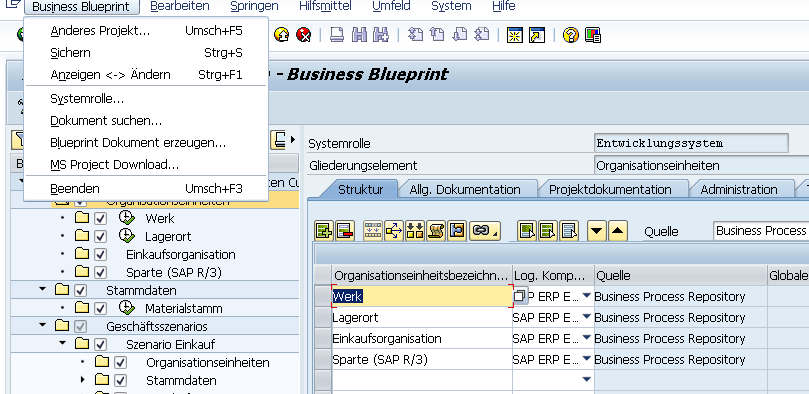 Business Blueprint Bearbeiten Springen Hilfsmittel Umfeld System Hilfe
Anderes Projekt... Umsch+F5
Sichern Strg+S
Anzeigen <-> Ändern Strg+F1
Systemrolle...
Dokument suchen...
Blueprint Dokument erzeugen...
MS Project Download...
Beenden Umsch+F3
- Business Blueprint
Systemrolle Entwicklungssystem
Gliederungselement Organisationseinheiten
Struktur Allg. Dokumentation Projektdokumentation Administration
Quelle Business Process
Organisationseinheiten
Werk
Lagerort
Einkaufsorganisation
Sparte (SAP R/3)
Stammdaten
Materialstamm
Geschäftsszenarios
Szenario Einkauf
Organisationseinheiten
Stammdaten
Organisationseinheitsbezeichn... Log. Komp... Quelle Globale
Werk P ERP E... Business Process Repository
Lagerort SAP ERP E... Business Process Repository
Einkaufsorganisation SAP ERP E... Business Process Repository
Sparte (SAP R/3) SAP ERP E... Business Process Repository